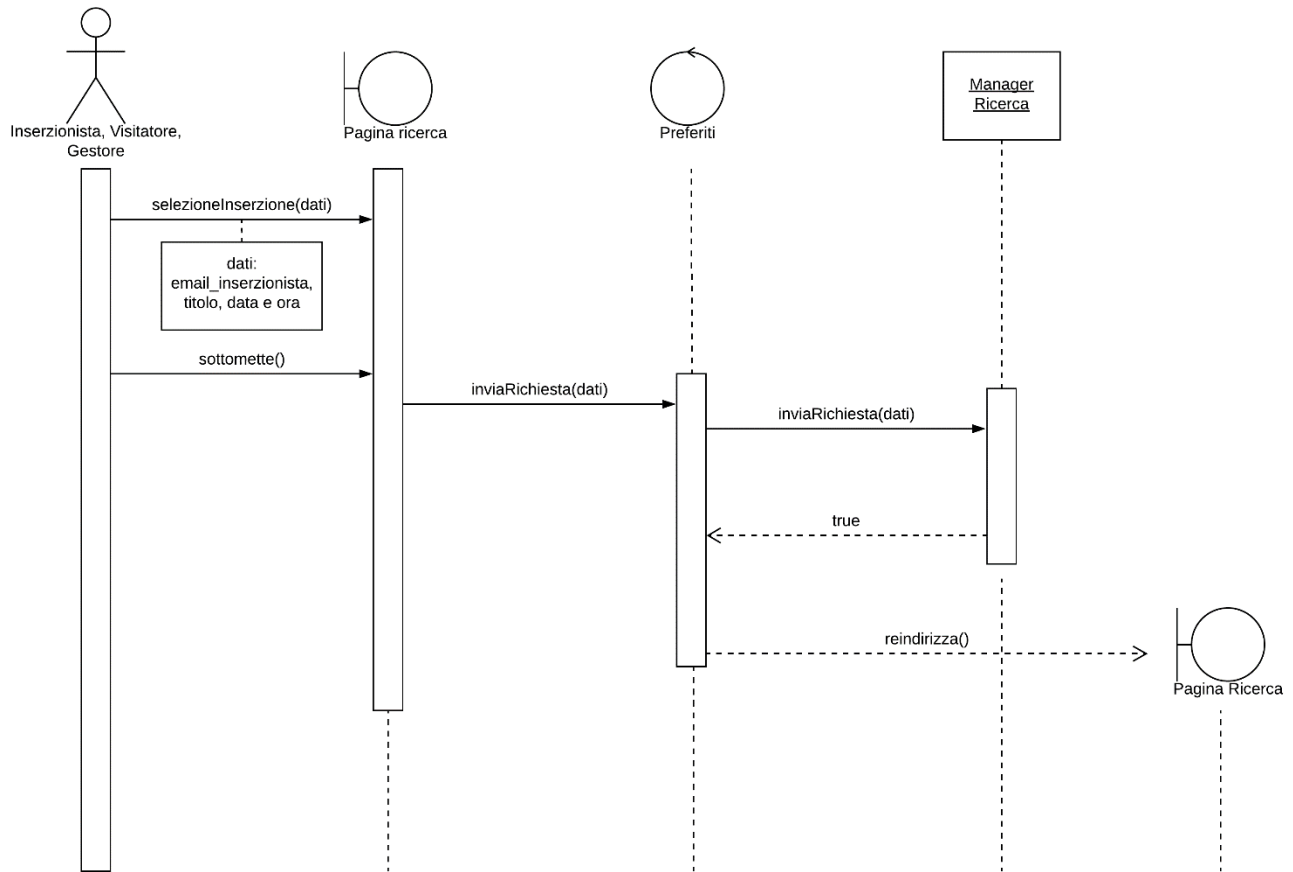 Inserzionista, Visitatore,
Gestore
Pagina ricerca
Preferiti
Manager
Ricerca
selezioneInserzione(dati)
dati:
email_inserzionista,
titolo, data e ora
sottomette()
inviaRichiesta(dati)
inviaRichiesta(dati)
true
reindirizza()
Pagina Ricerca